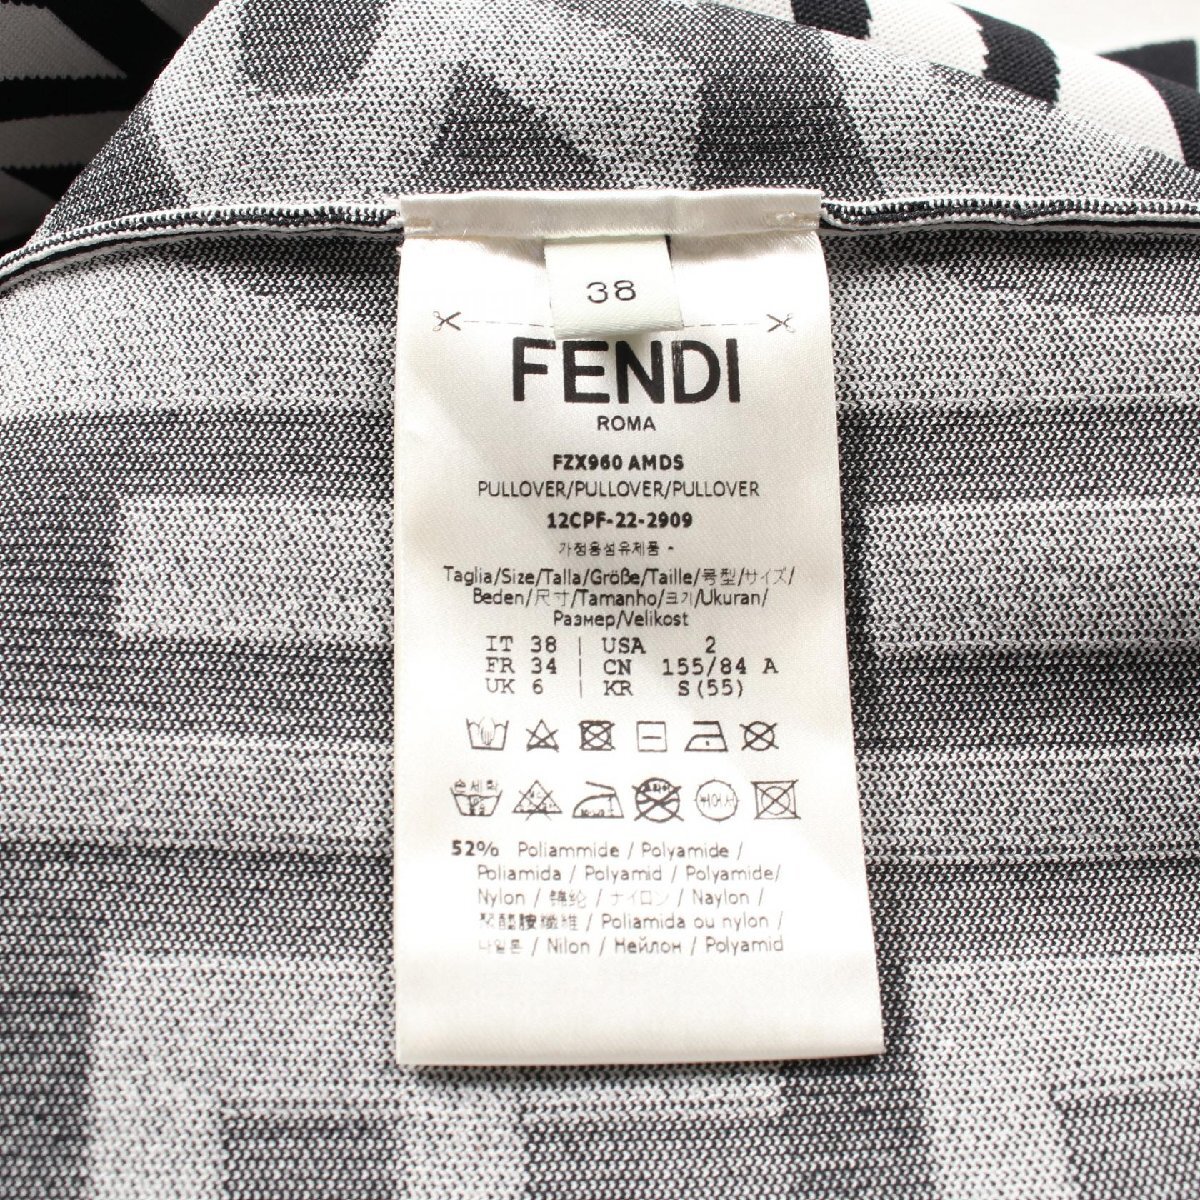 38
FENDI
ROMA
FZX960 AMDS
PULLOVER/PULLOVER/PULLOVER
12CPF-22-2909
가정용섬유제품 -
Taglia/Size/Talla/Größe/Taille/号型/サイズ/
Beden/尺寸/Tamanho/크기/Ukuran/
Размер/Velikost
IT 38 | USA 2
FR 34 | CN 155/84 A
UK 6 | KR S(55)
손세탁
52% Poliammide / Polyamide /
Poliamida / Polyamid / Polyamide/
Nylon / 锦纶 / ナイロン / Naylon /
聚醯胺纖維 / Poliamida ou nylon /
나일론 / Nilon / Нейлон / Polyamid